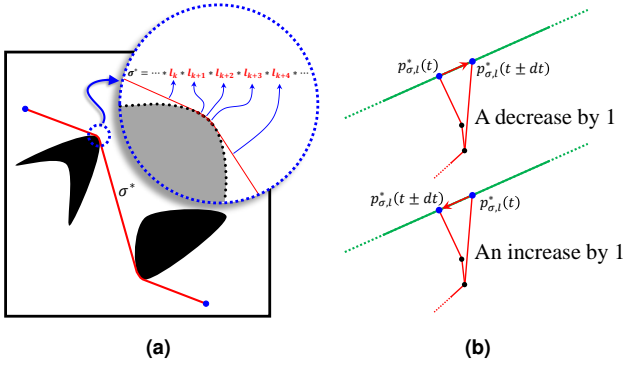 σ* = ⋯ * l_k * l_{k+1} * l_{k+2} * l_{k+3} * l_{k+4} * ⋯
σ*
(a)
p*_{σ,l}(t)
p*_{σ,l}(t ± dt)
A decrease by 1
p*_{σ,l}(t ± dt)
p*_{σ,l}(t)
An increase by 1
(b)